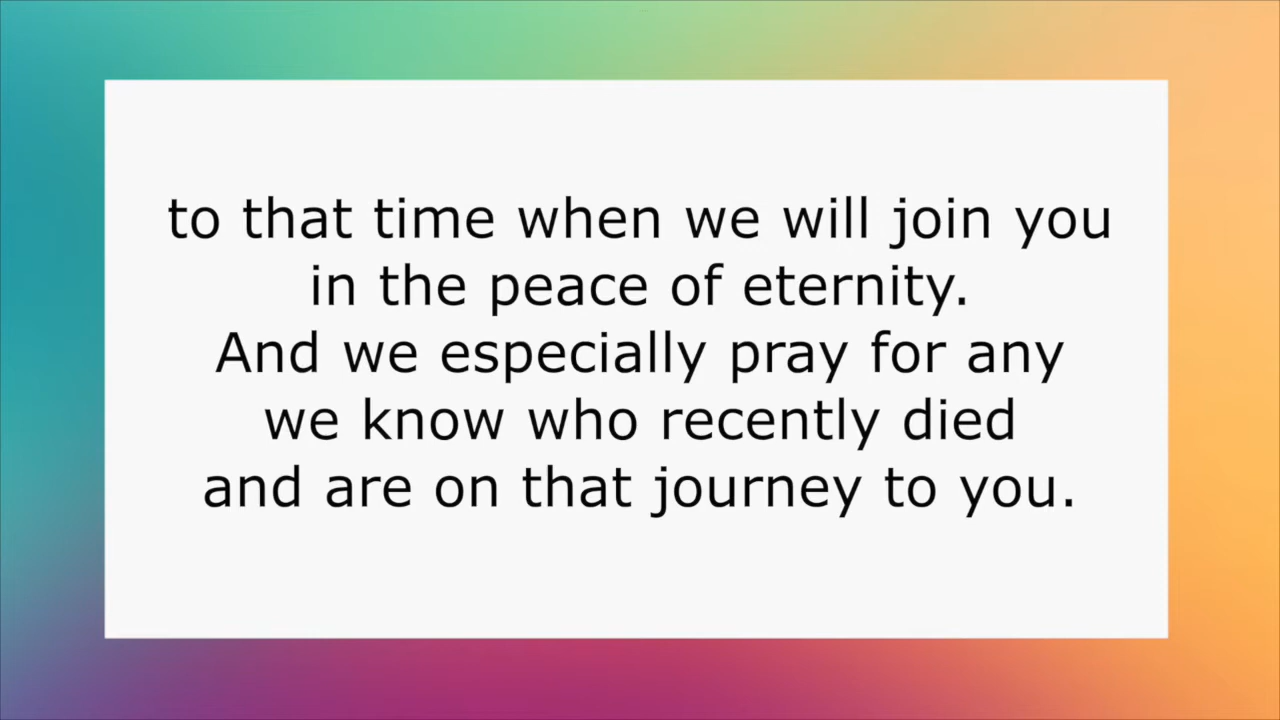 to that time when we will join you
in the peace of eternity.
And we especially pray for any
we know who recently died
and are on that journey to you.